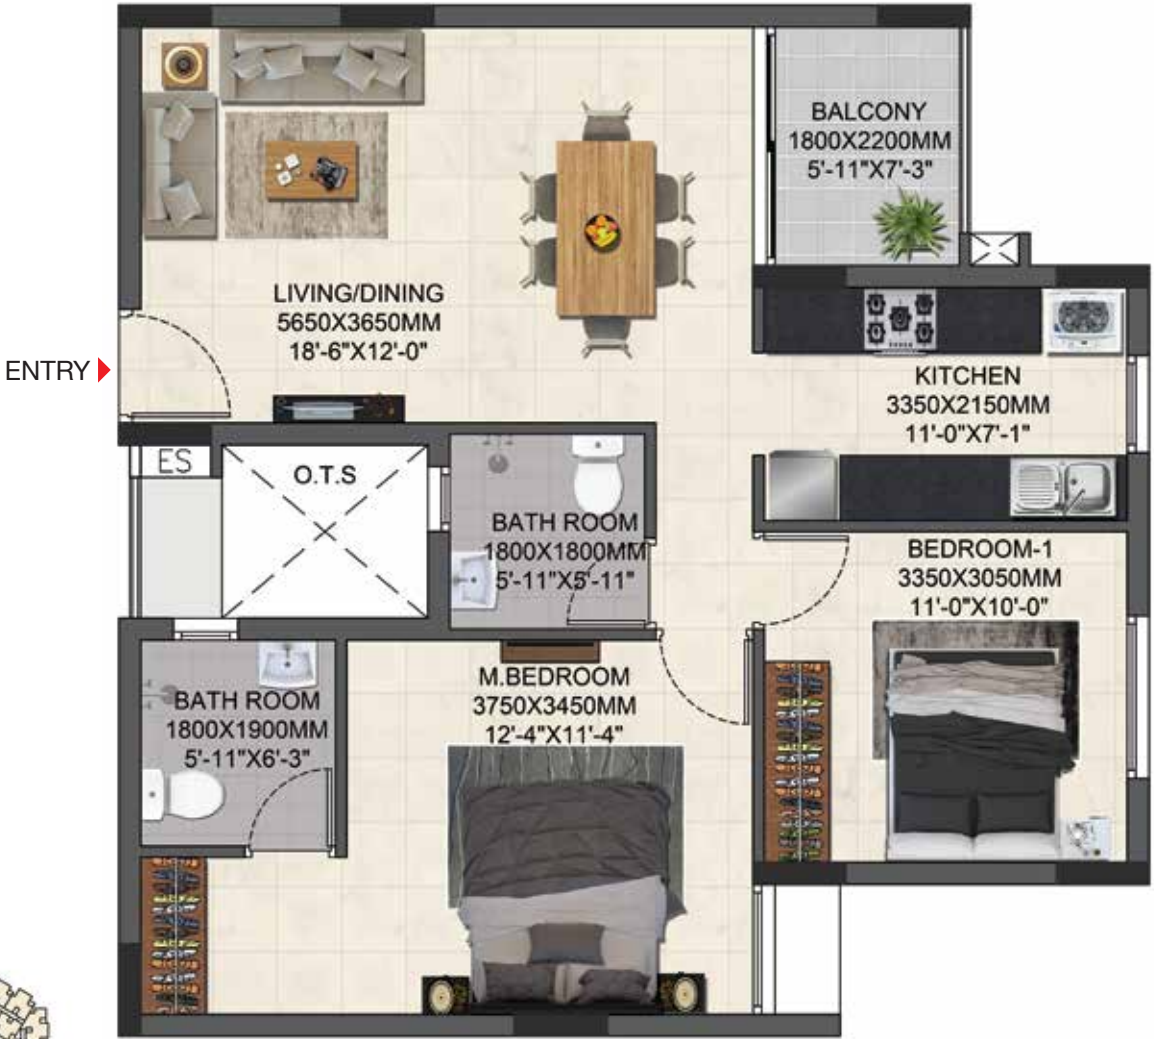 BALCONY
1800X2200MM
5'-11"X7'-3"
LIVING/DINING
5650X3650MM
18'-6"X12'-0"
ENTRY
KITCHEN
3350X2150MM
11'-0"X7'-1"
ES
O.T.S
BATH ROOM
1800X1800MM
5'-11"X5'-11"
BEDROOM-1
3350X3050MM
11'-0"X10'-0"
M.BEDROOM
3750X3450MM
12'-4"X11'-4"
BATH ROOM
1800X1900MM
5'-11"X6'-3"